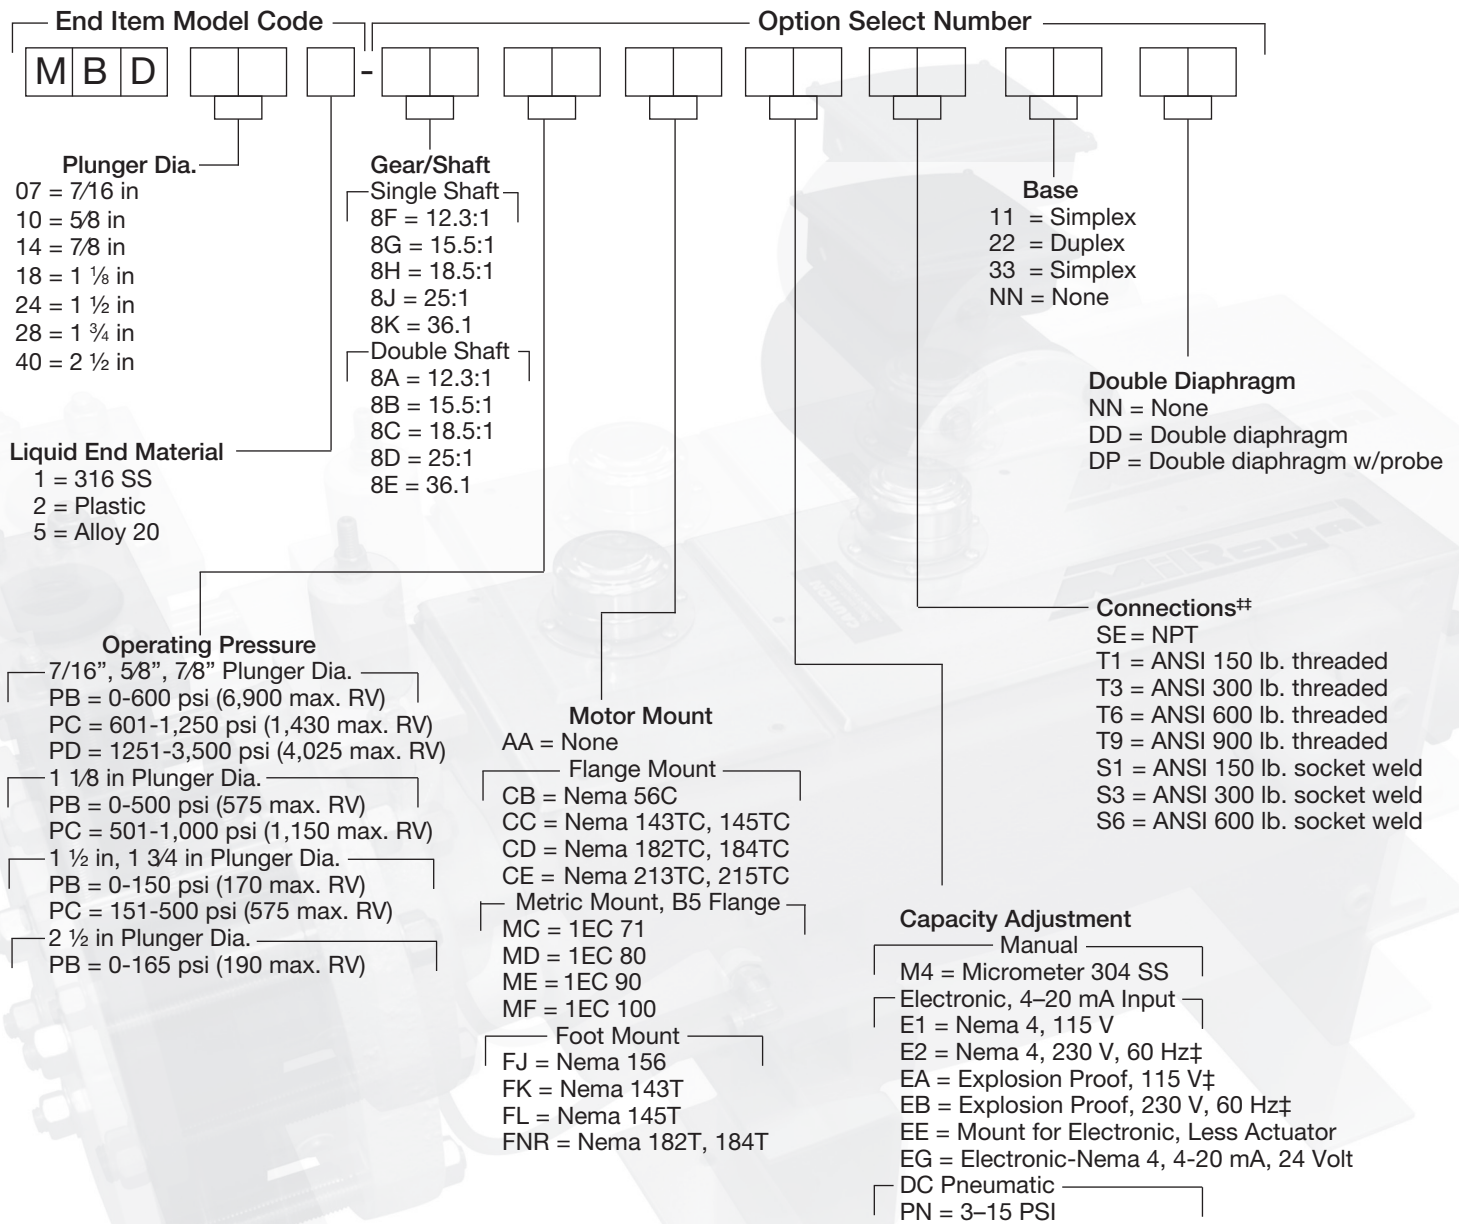 End Item Model Code
Option Select Number
M B D -
Plunger Dia.
07 = 7/16 in
10 = 5/8 in
14 = 7/8 in
18 = 1 ⅛ in
24 = 1 ½ in
28 = 1 ¾ in
40 = 2 ½ in
Liquid End Material
1 = 316 SS
2 = Plastic
5 = Alloy 20
Gear/Shaft
Single Shaft
8F = 12.3:1
8G = 15.5:1
8H = 18.5:1
8J = 25:1
8K = 36.1
Double Shaft
8A = 12.3:1
8B = 15.5:1
8C = 18.5:1
8D = 25:1
8E = 36.1
Operating Pressure
7/16”, 5/8”, 7/8” Plunger Dia.
PB = 0-600 psi (6,900 max. RV)
PC = 601-1,250 psi (1,430 max. RV)
PD = 1251-3,500 psi (4,025 max. RV)
1 1/8 in Plunger Dia.
PB = 0-500 psi (575 max. RV)
PC = 501-1,000 psi (1,150 max. RV)
1 ½ in, 1 3/4 in Plunger Dia.
PB = 0-150 psi (170 max. RV)
PC = 151-500 psi (575 max. RV)
2 ½ in Plunger Dia.
PB = 0-165 psi (190 max. RV)
Motor Mount
AA = None
Flange Mount
CB = Nema 56C
CC = Nema 143TC, 145TC
CD = Nema 182TC, 184TC
CE = Nema 213TC, 215TC
Metric Mount, B5 Flange
MC = 1EC 71
MD = 1EC 80
ME = 1EC 90
MF = 1EC 100
Foot Mount
FJ = Nema 156
FK = Nema 143T
FL = Nema 145T
FNR = Nema 182T, 184T
Capacity Adjustment
Manual
M4 = Micrometer 304 SS
Electronic, 4–20 mA Input
E1 = Nema 4, 115 V
E2 = Nema 4, 230 V, 60 Hz‡
EA = Explosion Proof, 115 V‡
EB = Explosion Proof, 230 V, 60 Hz‡
EE = Mount for Electronic, Less Actuator
EG = Electronic-Nema 4, 4-20 mA, 24 Volt
DC Pneumatic
PN = 3–15 PSI
Connections‡‡
SE = NPT
T1 = ANSI 150 lb. threaded
T3 = ANSI 300 lb. threaded
T6 = ANSI 600 lb. threaded
T9 = ANSI 900 lb. threaded
S1 = ANSI 150 lb. socket weld
S3 = ANSI 300 lb. socket weld
S6 = ANSI 600 lb. socket weld
Base
11 = Simplex
22 = Duplex
33 = Simplex
NN = None
Double Diaphragm
NN = None
DD = Double diaphragm
DP = Double diaphragm w/probe
MilRoyal
CAUTION